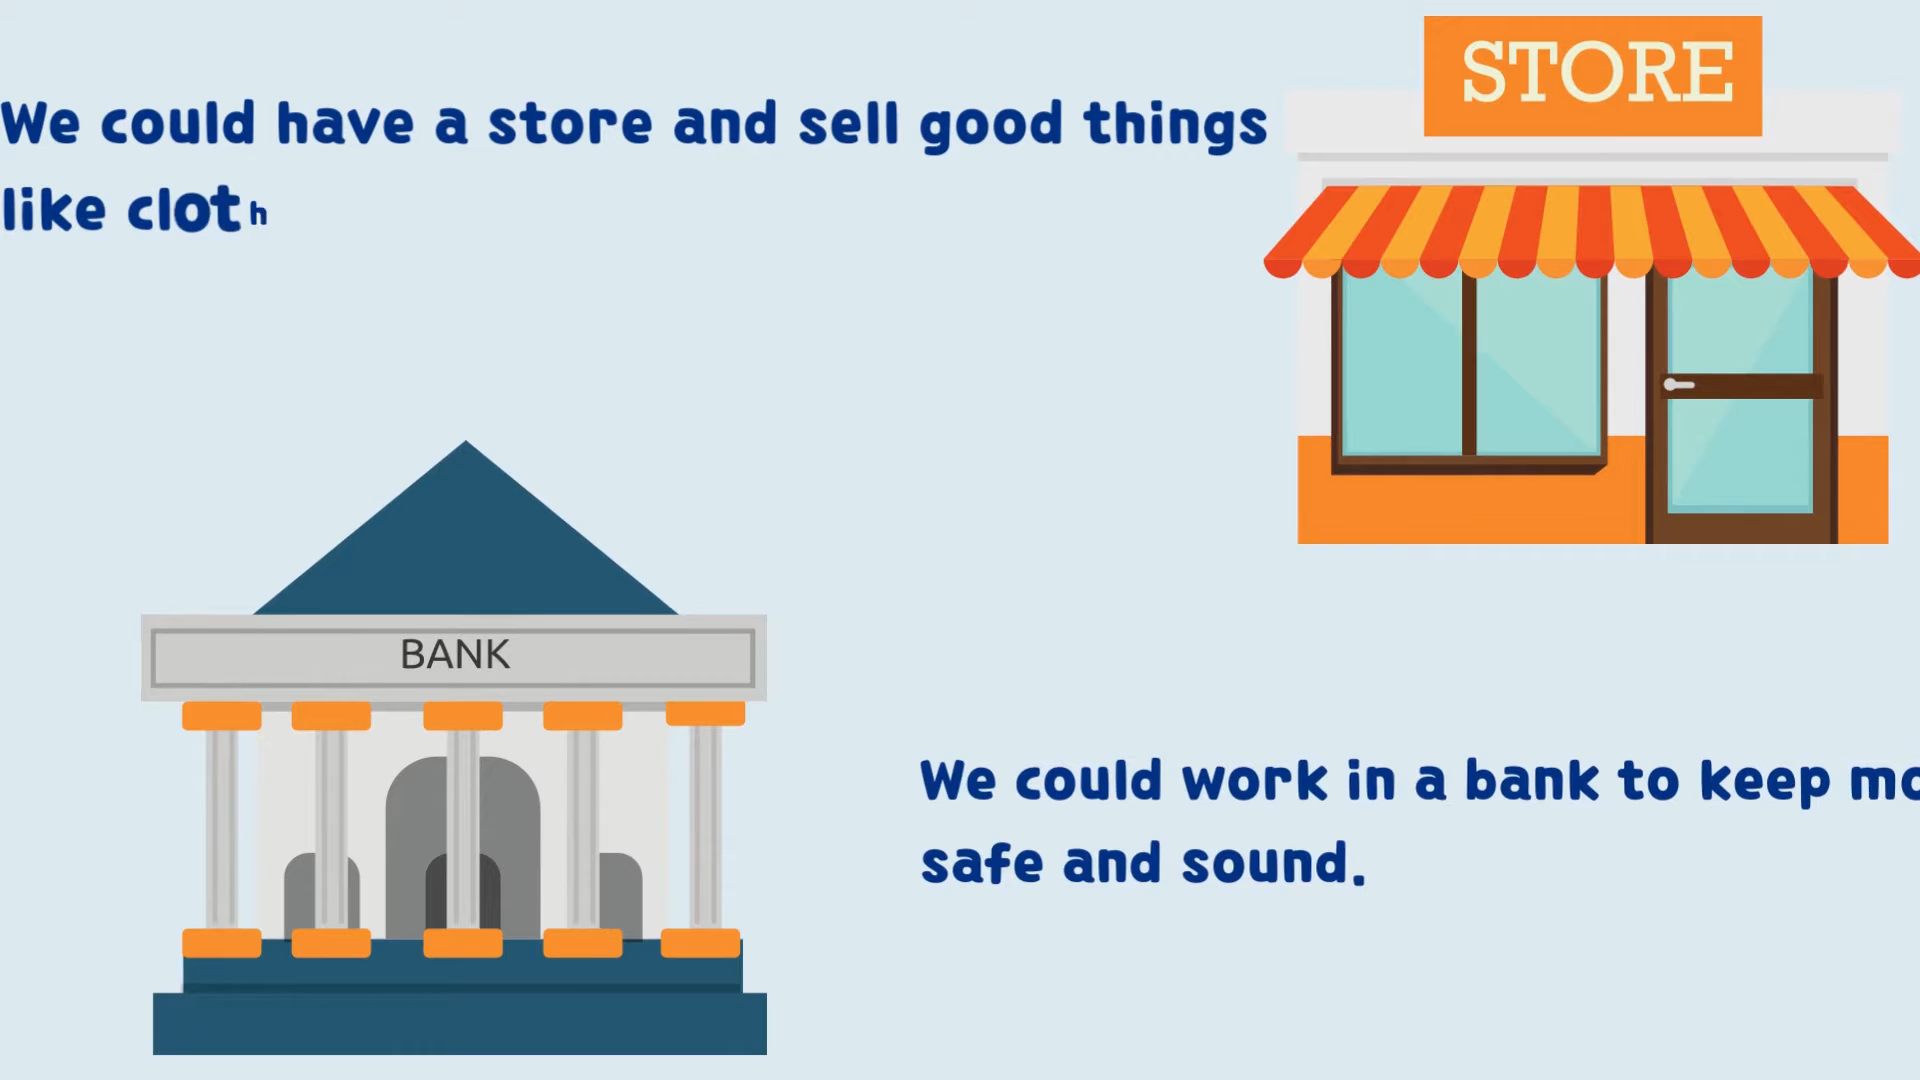 STORE
We could have a store and sell good things
like cloth
BANK
We could work in a bank to keep
safe and sound.